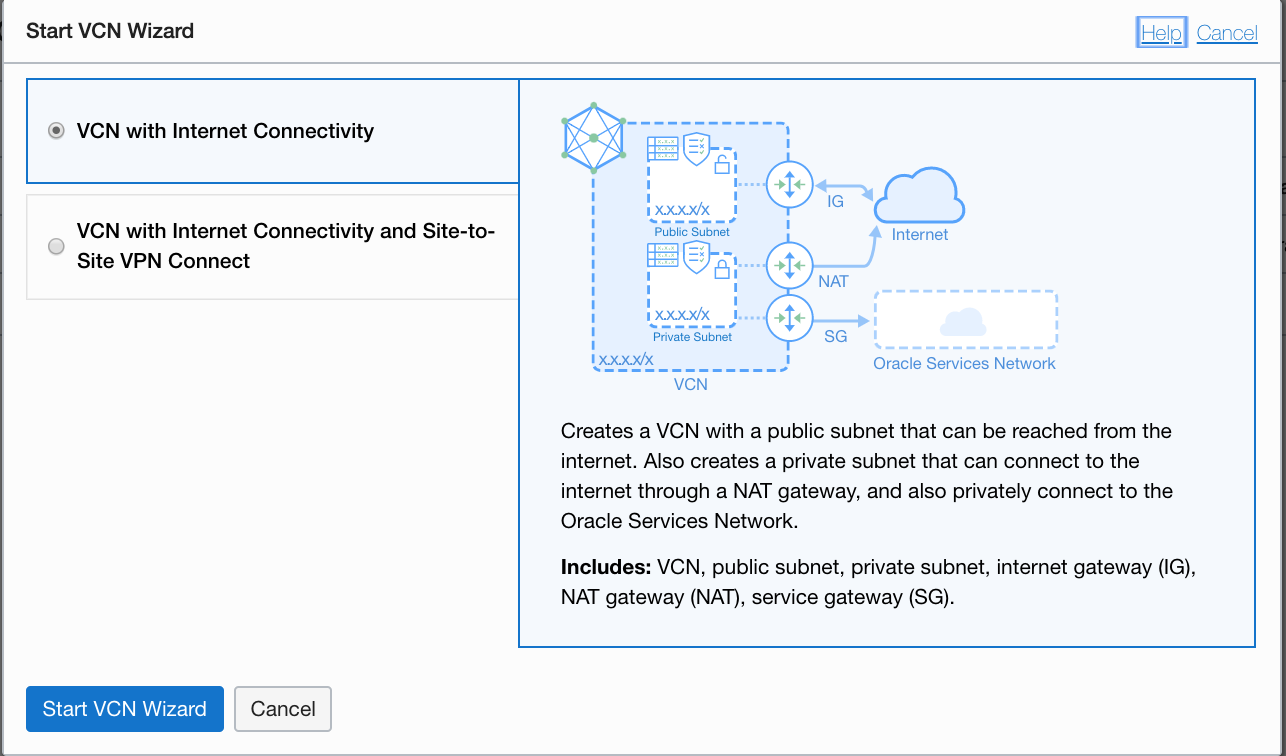 Start VCN Wizard
Help Cancel
VCN with Internet Connectivity
VCN with Internet Connectivity and Site-to-
Site VPN Connect
X.X.X.X/X
Public Subnet
X.X.X.X/X
Private Subnet
X.X.X.X/X
VCN
IG
Internet
NAT
SG
Oracle Services Network
Creates a VCN with a public subnet that can be reached from the
internet. Also creates a private subnet that can connect to the
internet through a NAT gateway, and also privately connect to the
Oracle Services Network.
Includes: VCN, public subnet, private subnet, internet gateway (IG),
NAT gateway (NAT), service gateway (SG).
Start VCN Wizard
Cancel